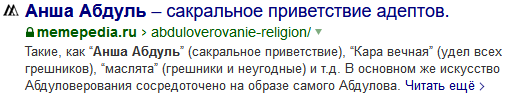 Анша Абдуль – сакральное приветствие адептов.
memepedia.ru › abduloverovanie-religion/
Такие, как “Анша Абдуль” (сакральное приветствие), “Кара вечная” (удел всех
грешников), “маслята” (грешники и неугодные) и т.д. В основном же искусство
Абдуловерования сосредоточено на образе самого Абдулова. Читать ещё >